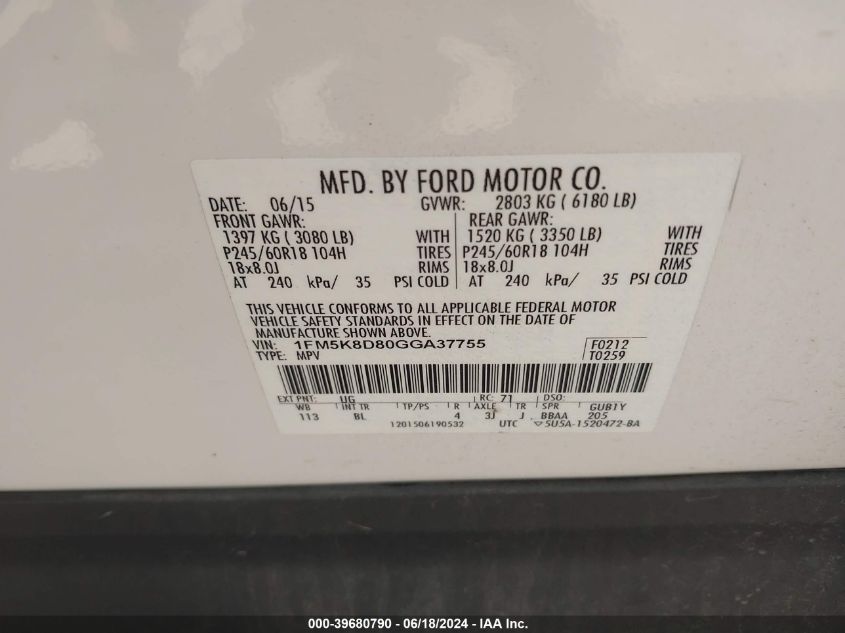 MFD. BY FORD MOTOR CO.
DATE: 06/15 GVWR: 2803 KG ( 6180 LB)
FRONT GAWR: REAR GAWR:
1397 KG ( 3080 LB) WITH 1520 KG ( 3350 LB) WITH
P245/60R18 104H TIRES P245/60R18 104H TIRES
18x8.0J RIMS 18x8.0J RIMS
AT 240 kPa/ 35 PSI COLD AT 240 kPa/ 35 PSI COLD
THIS VEHICLE CONFORMS TO ALL APPLICABLE FEDERAL MOTOR
VEHICLE SAFETY STANDARDS IN EFFECT ON THE DATE OF
MANUFACTURE SHOWN ABOVE.
VIN: 1FM5K8D80GGA37755 F0212
TYPE: MPV T0259
EXT PNT: UG RC: 71 DSO:
WB INT TR TP/PS R AXLE TR SPR GUB1Y
113 BL 4 3J J BBAA 205
1201506190532 UTC ▽5U5A-1520472-BA
000-39680790 - 06/18/2024 - IAA Inc.